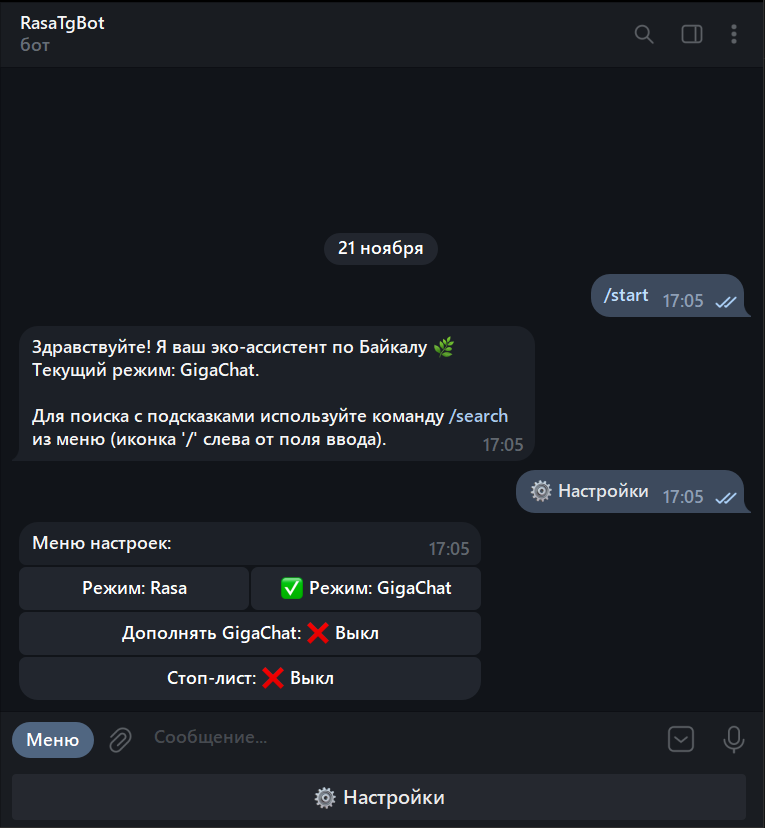 RasaTgBot
бот
21 ноября
/start 17:05
Здравствуйте! Я ваш эко-ассистент по Байкалу 🌿
Текущий режим: GigaChat.
Для поиска с подсказками используйте команду /search
из меню (иконка '/' слева от поля ввода).
17:05
⚙️ Настройки 17:05
Меню настроек:
17:05
Режим: Rasa
✅ Режим: GigaChat
Дополнять GigaChat: ❌ Выкл
Стоп-лист: ❌ Выкл
Меню
Сообщение...
⚙️ Настройки